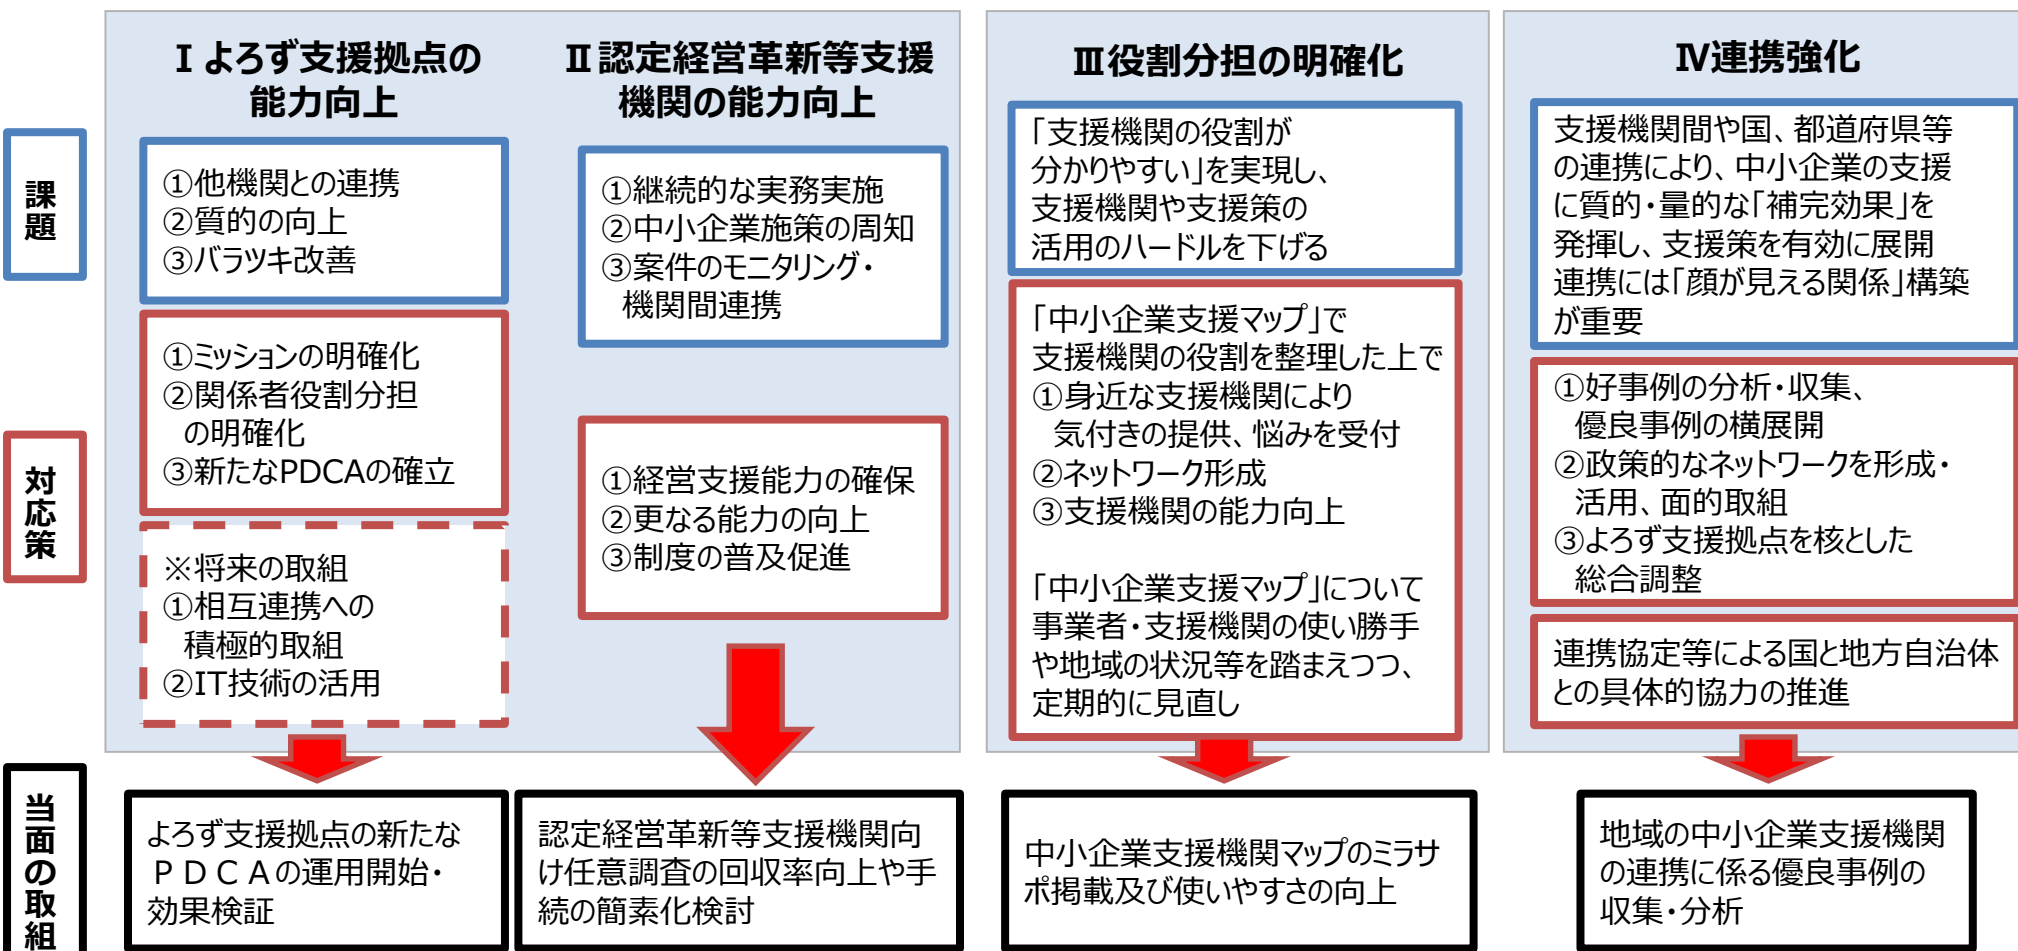 Ⅰよろず支援拠点の
能力向上
Ⅱ認定経営革新等支援
機関の能力向上
Ⅲ役割分担の明確化
Ⅳ連携強化
課題
①他機関との連携
②質的の向上
③バラツキ改善
①継続的な実務実施
②中小企業施策の周知
③案件のモニタリング・
機関間連携
「支援機関の役割が
分かりやすい」を実現し、
支援機関や支援策の
活用のハードルを下げる
支援機関間や国、都道府県等
の連携により、中小企業の支援
に質的・量的な「補完効果」を
発揮し、支援策を有効に展開
連携には「顔が見える関係」構築
が重要
対応策
①ミッションの明確化
②関係者役割分担
の明確化
③新たなPDCAの確立
※将来の取組
①相互連携への
積極的取組
②IT技術の活用
①経営支援能力の確保
②更なる能力の向上
③制度の普及促進
「中小企業支援マップ」で
支援機関の役割を整理した上で
①身近な支援機関により
気付きの提供、悩みを受付
②ネットワーク形成
③支援機関の能力向上
「中小企業支援マップ」について
事業者・支援機関の使い勝手
や地域の状況等を踏まえつつ、
定期的に見直し
①好事例の分析・収集、
優良事例の横展開
②政策的なネットワークを形成・
活用、面的取組
③よろず支援拠点を核とした
総合調整
連携協定等による国と地方自治体
との具体的協力の推進
当面の取組
よろず支援拠点の新たな
ＰＤＣＡの運用開始・
効果検証
認定経営革新等支援機関向
け任意調査の回収率向上や手
続の簡素化検討
中小企業支援機関マップのミラサ
ポ掲載及び使いやすさの向上
地域の中小企業支援機関
の連携に係る優良事例の
収集・分析